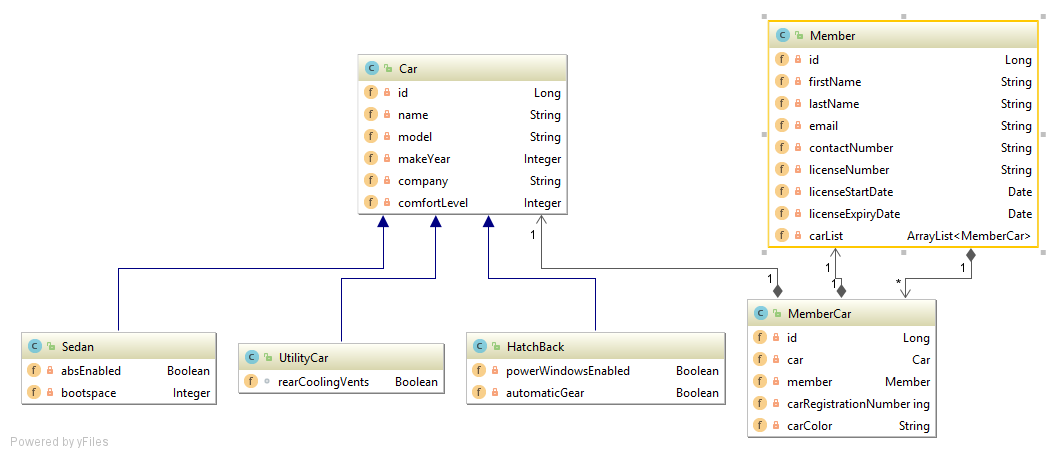 Car
id Long
name String
model String
makeYear Integer
company String
comfortLevel Integer
Member
id Long
firstName String
lastName String
email String
contactNumber String
licenseNumber String
licenseStartDate Date
licenseExpiryDate Date
carList ArrayList<MemberCar>
1
1
1
1
*
Sedan
absEnabled Boolean
bootspace Integer
UtilityCar
rearCoolingVents Boolean
HatchBack
powerWindowsEnabled Boolean
automaticGear Boolean
MemberCar
id Long
car Car
member Member
carRegistrationNumber ing
carColor String
Powered by yFiles